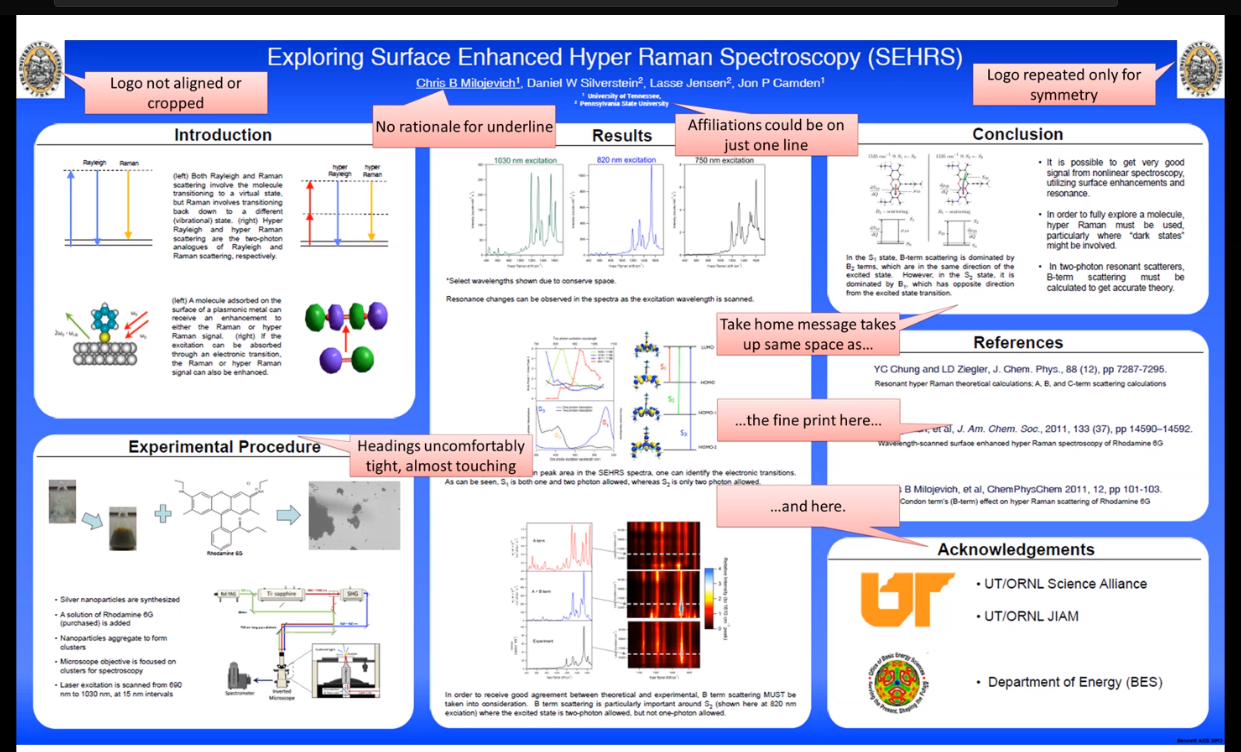 Exploring Surface Enhanced Hyper Raman Spectroscopy (SEHRS)
Chris B Milojevich¹, Daniel W Silverstein², Lasse Jensen², Jon P Camden¹
¹ University of Tennessee,
² Pennsylvania State University
Logo not aligned or
cropped
No rationale for underline
Affiliations could be on
just one line
Logo repeated only for
symmetry
Introduction
Rayleigh Raman
hyper
Rayleigh
hyper
Raman
(left) Both Rayleigh and Raman
scattering involve the molecule
transitioning to a virtual state,
but Raman involves transitioning
back down to a different
(vibrational) state. (right) Hyper
Rayleigh and hyper Raman
scattering are the two-photon
analogues of Rayleigh and
Raman scattering, respectively.
(left) A molecule adsorbed on the
surface of a plasmonic metal can
receive an enhancement to
either the Raman or hyper
Raman signal. (right) If the
excitation can be absorbed
through an electronic transition,
the Raman or hyper Raman
signal can also be enhanced.
Experimental Procedure
Headings uncomfortably
tight, almost touching
Rhodamine 6G
• Silver nanoparticles are synthesized
• A solution of Rhodamine 6G
(purchased) is added
• Nanoparticles aggregate to form
clusters
• Microscope objective is focused on
clusters for spectroscopy
• Laser excitation is scanned from 690
nm to 1030 nm, at 15 nm intervals
Nd:YAG
Ti: sapphire
SHG
Spectrometer
Inverted
Microscope
Results
1030 nm excitation
820 nm excitation
750 nm excitation
*Select wavelengths shown due to conserve space.
Resonance changes can be observed in the spectra as the excitation wavelength is scanned.
LUMO
HOMO
HOMO-1
HOMO-2
S₁
S₂
S₃
n peak area in the SEHRS spectra, one can identify the electronic transitions.
As can be seen, S₁ is both one and two photon allowed, whereas S₂ is only two photon allowed.
A-term
A + B term
Experiment
In order to receive good agreement between theoretical and experimental, B term scattering MUST be
taken into consideration. B term scattering is particularly important around S₂ (shown here at 820 nm
exciation) where the excited state is two-photon allowed, but not one-photon allowed.
Conclusion
In the S₁ state, B-term scattering is dominated by
B₂ terms, which are in the same direction of the
excited state. However, in the S₂ state, it is
dominated by B₁, which has opposite direction
from the excited state transition.
• It is possible to get very good
signal from nonlinear spectroscopy,
utilizing surface enhancements and
resonance.
• In order to fully explore a molecule,
hyper Raman must be used,
particularly where "dark states"
might be involved.
• In two-photon resonant scatterers,
B-term scattering must be
calculated to get accurate theory.
Take home message takes
up same space as...
References
YC Chung and LD Ziegler, J. Chem. Phys., 88 (12), pp 7287-7295.
Resonant hyper Raman theoretical calculations; A, B, and C-term scattering calculations
...the fine print here...
et al, J. Am. Chem. Soc., 2011, 133 (37), pp 14590–14592.
Wavelength-scanned surface enhanced hyper Raman spectroscopy of Rhodamine 6G
...and here.
B Milojevich, et al, ChemPhysChem 2011, 12, pp 101-103.
Condon term's (B-term) effect on hyper Raman scattering of Rhodamine 6G
Acknowledgements
• UT/ORNL Science Alliance
• UT/ORNL JIAM
• Department of Energy (BES)